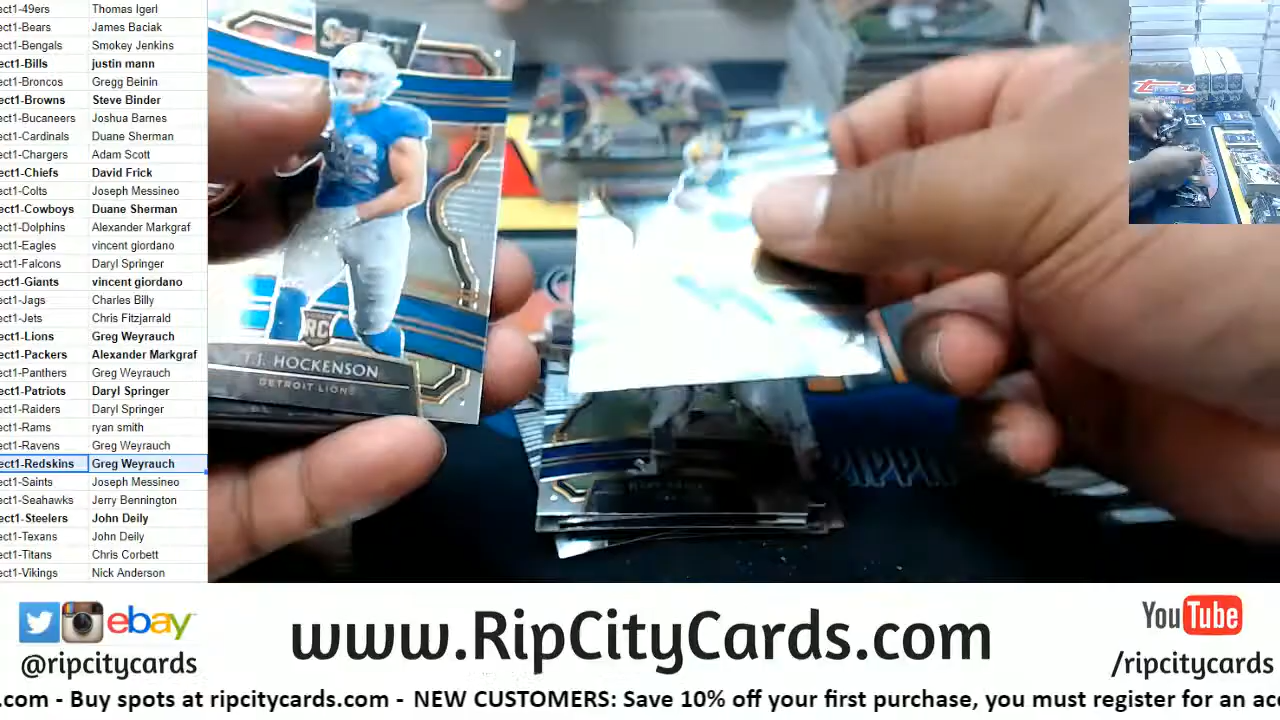 ect1-49ers Thomas Igerl
ect1-Bears James Baciak
ect1-Bengals Smokey Jenkins
ect1-Bills justin mann
ect1-Broncos Gregg Beinin
ect1-Browns Steve Binder
ect1-Bucaneers Joshua Barnes
ect1-Cardinals Duane Sherman
ect1-Chargers Adam Scott
ect1-Chiefs David Frick
ect1-Colts Joseph Messineo
ect1-Cowboys Duane Sherman
ect1-Dolphins Alexander Markgraf
ect1-Eagles vincent giordano
ect1-Falcons Daryl Springer
ect1-Giants vincent giordano
ect1-Jags Charles Billy
ect1-Jets Chris Fitzjarrald
ect1-Lions Greg Weyrauch
ect1-Packers Alexander Markgraf
ect1-Panthers Greg Weyrauch
ect1-Patriots Daryl Springer
ect1-Raiders Daryl Springer
ect1-Rams ryan smith
ect1-Ravens Greg Weyrauch
ect1-Redskins Greg Weyrauch
ect1-Saints Joseph Messineo
ect1-Seahawks Jerry Bennington
ect1-Steelers John Deily
ect1-Texans John Deily
ect1-Titans Chris Corbett
ect1-Vikings Nick Anderson
RC
T.J. HOCKENSON
DETROIT LIONS
ebay
@ripcitycards
www.RipCityCards.com
YouTube
/ripcitycards
.com - Buy spots at ripcitycards.com - NEW CUSTOMERS: Save 10% off your first purchase, you must register for an acc